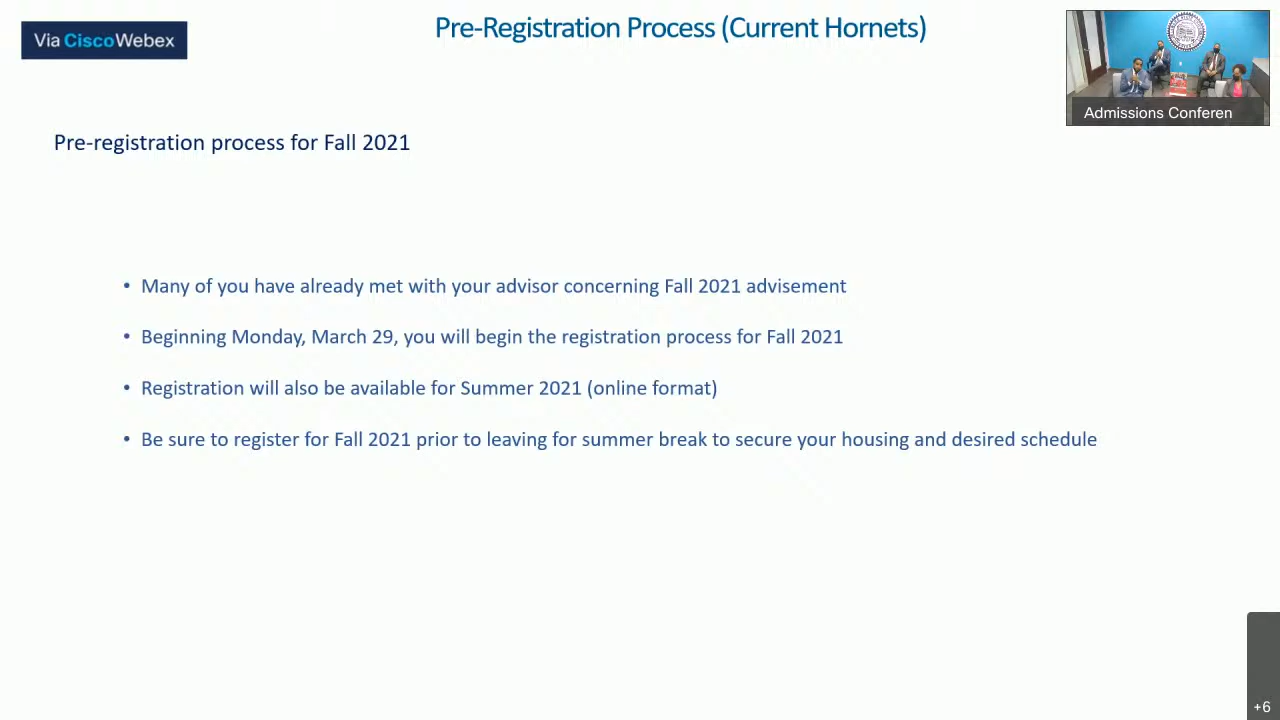 Via Cisco Webex
Pre-Registration Process (Current Hornets)
Admissions Conferen
Pre-registration process for Fall 2021
• Many of you have already met with your advisor concerning Fall 2021 advisement
• Beginning Monday, March 29, you will begin the registration process for Fall 2021
• Registration will also be available for Summer 2021 (online format)
• Be sure to register for Fall 2021 prior to leaving for summer break to secure your housing and desired schedule
+6